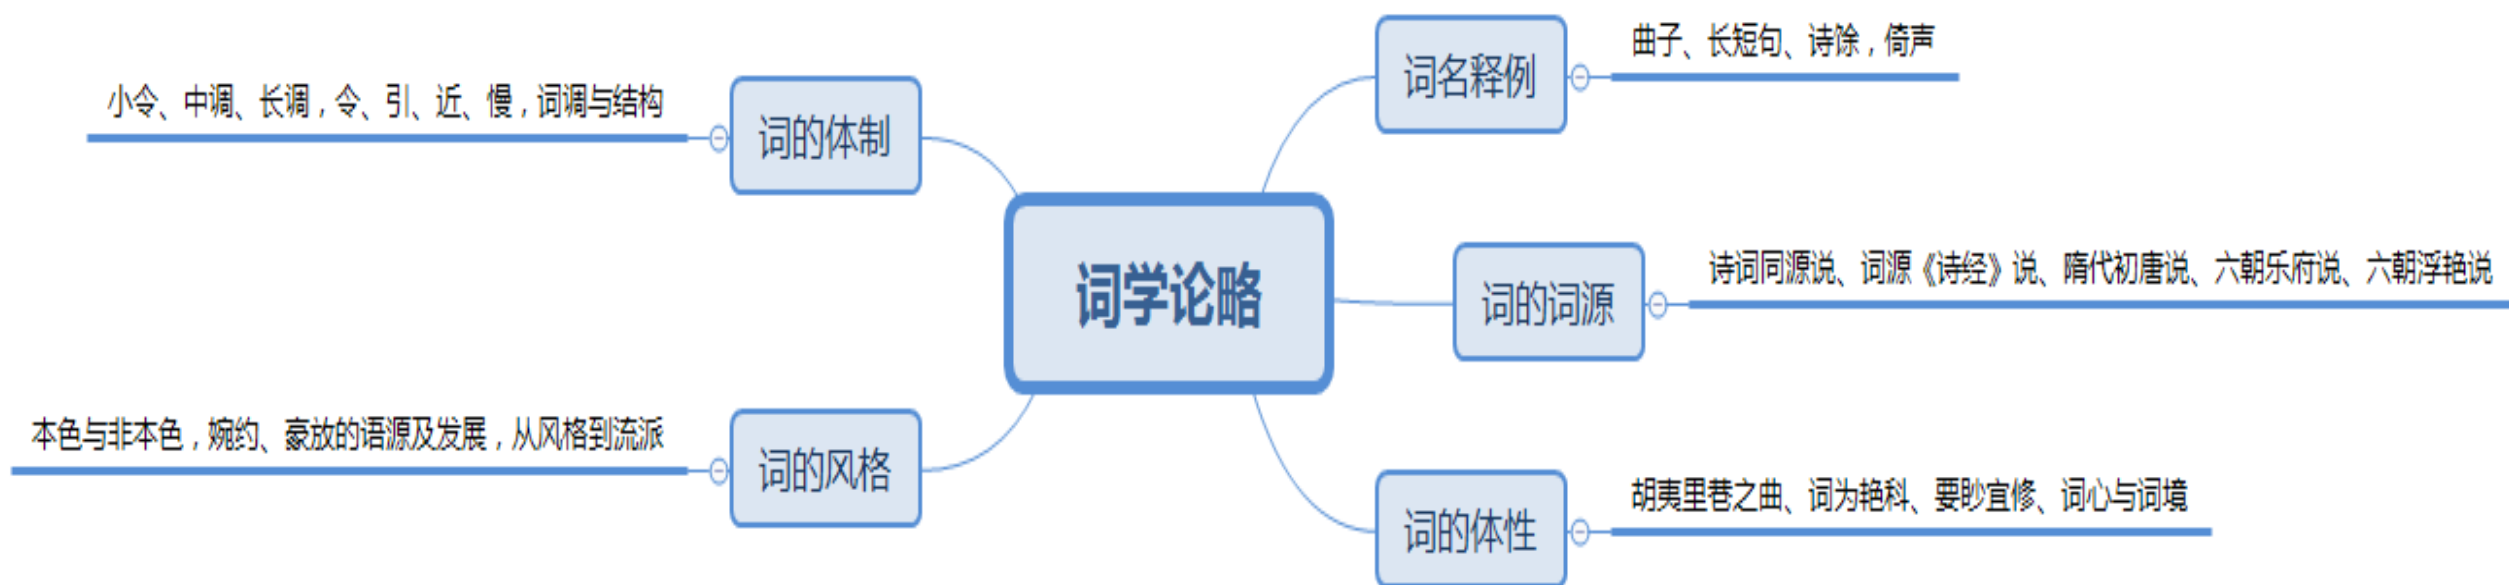 词学论略
词名释例
曲子、长短句、诗馀，倚声
词的词源
诗词同源说、词源《诗经》说、隋代初唐说、六朝乐府说、六朝浮艳说
词的体性
胡夷里巷之曲、词为艳科、要眇宜修、词心与词境
词的体制
小令、中调、长调，令、引、近、慢，词调与结构
词的风格
本色与非本色，婉约、豪放的语源及发展，从风格到流派